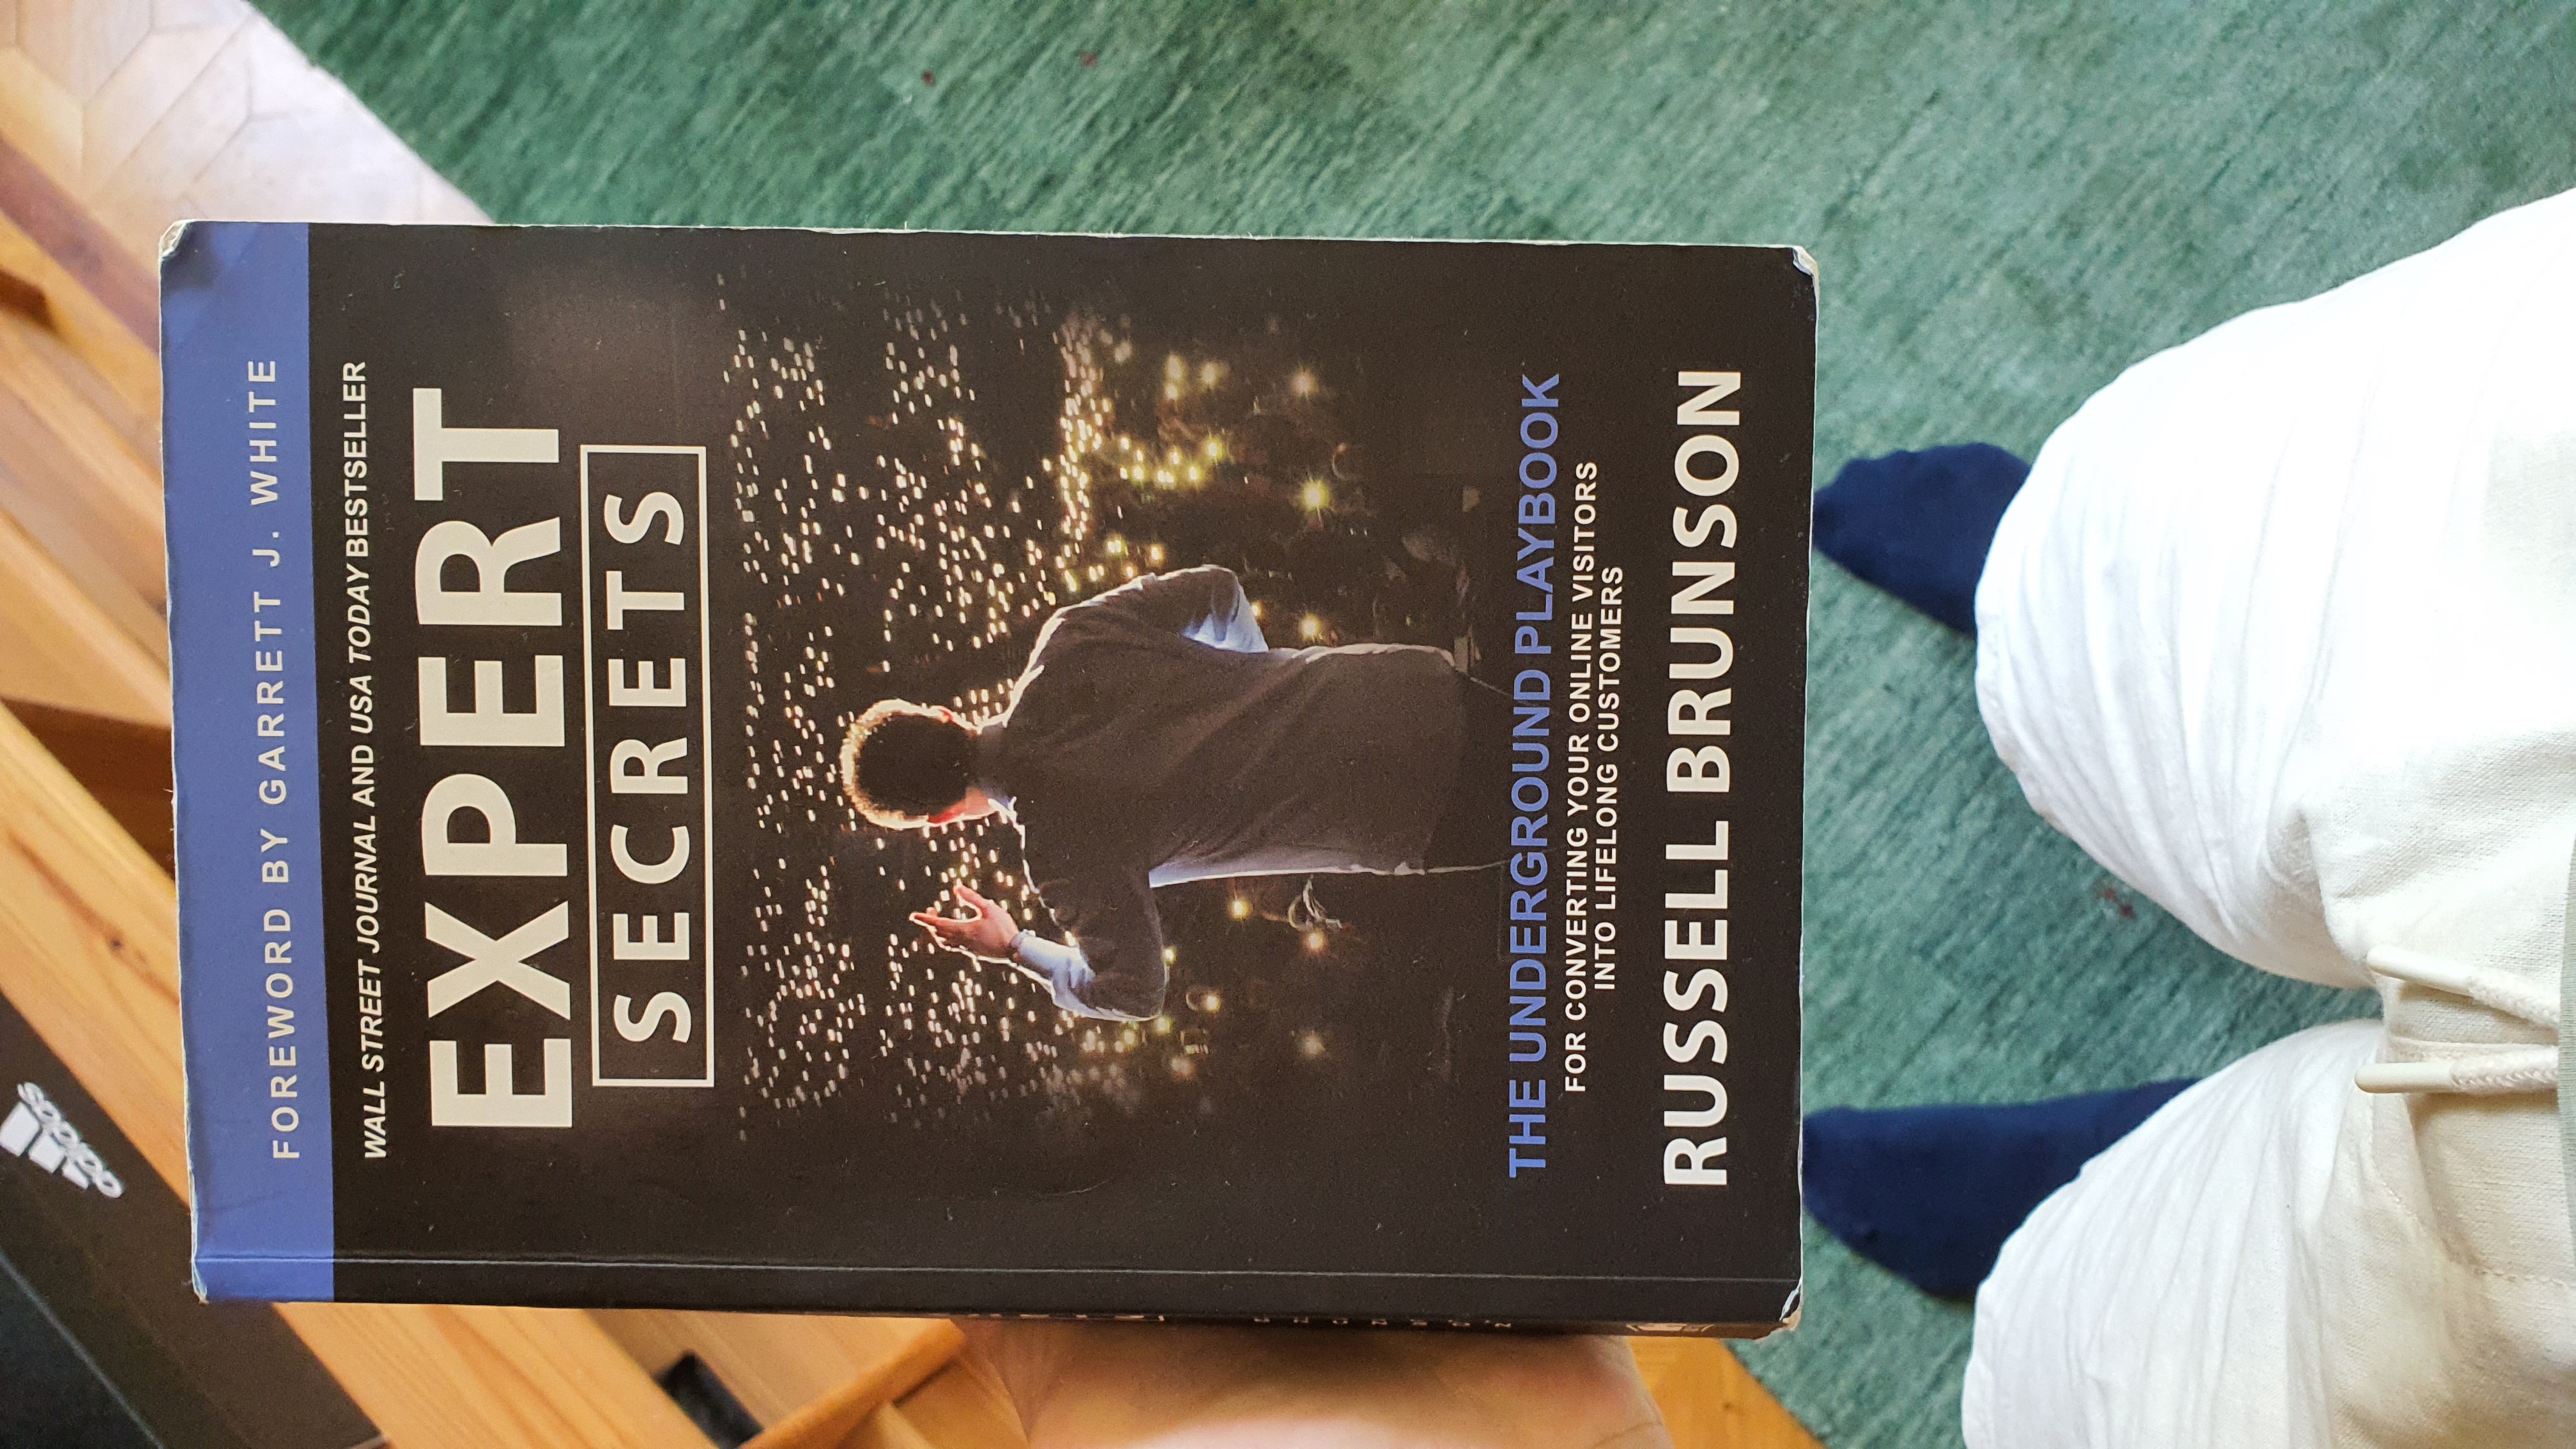 adidas
FOREWORD BY GARRETT J. WHITE
WALL STREET JOURNAL AND USA TODAY BESTSELLER
EXPERT
SECRETS
THE UNDERGROUND PLAYBOOK
FOR CONVERTING YOUR ONLINE VISITORS
INTO LIFELONG CUSTOMERS
RUSSELL BRUNSON